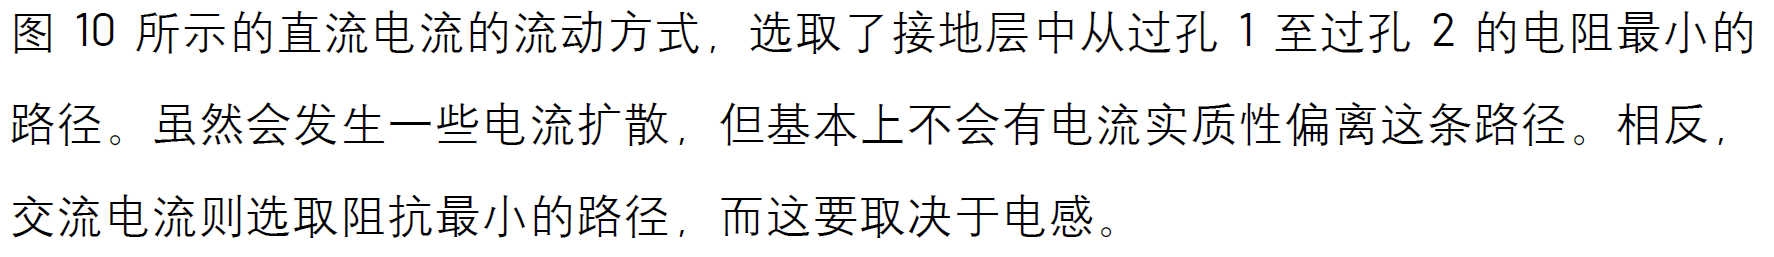 图 10 所示的直流电流的流动方式，选取了接地层中从过孔 1 至过孔 2 的电阻最小的
路径。虽然会发生一些电流扩散，但基本上不会有电流实质性偏离这条路径。相反，
交流电流则选取阻抗最小的路径，而这要取决于电感。